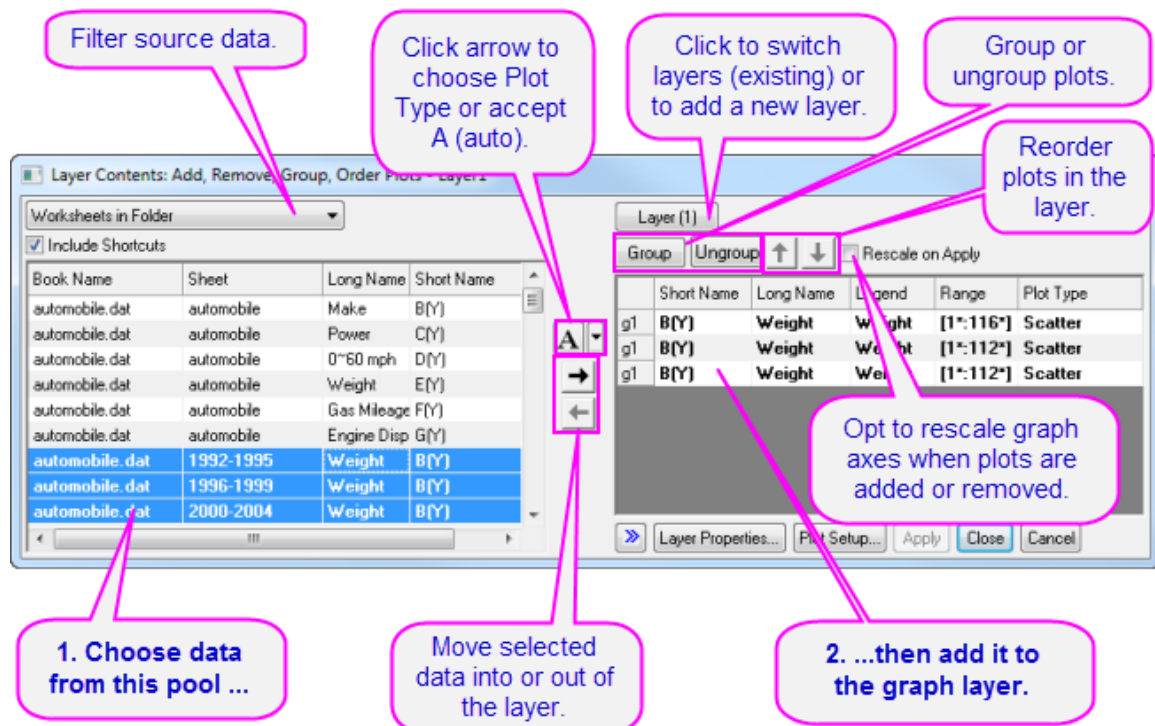 Filter source data.
Click arrow to
choose Plot
Type or accept
A (auto).
Click to switch
layers (existing) or
to add a new layer.
Group or
ungroup plots.
Reorder
plots in the
layer.
Layer Contents: Add, Remove, Group, Order Plots - Layer1
Worksheets in Folder
Include Shortcuts
Book Name Sheet Long Name Short Name
automobile.dat automobile Make B(Y)
automobile.dat automobile Power C(Y)
automobile.dat automobile 0~60 mph D(Y)
automobile.dat automobile Weight E(Y)
automobile.dat automobile Gas Mileage F(Y)
automobile.dat automobile Engine Disp G(Y)
automobile.dat 1992-1995 Weight B(Y)
automobile.dat 1996-1999 Weight B(Y)
automobile.dat 2000-2004 Weight B(Y)
A
Layer (1)
Group Ungroup Rescale on Apply
Short Name Long Name Legend Range Plot Type
g1 B(Y) Weight Weight [1*:116*] Scatter
g1 B(Y) Weight Weight [1*:112*] Scatter
g1 B(Y) Weight Wei [1*:112*] Scatter
Opt to rescale graph
axes when plots are
added or removed.
Layer Properties... Plot Setup... Apply Close Cancel
1. Choose data
from this pool ...
Move selected
data into or out of
the layer.
2. ...then add it to
the graph layer.